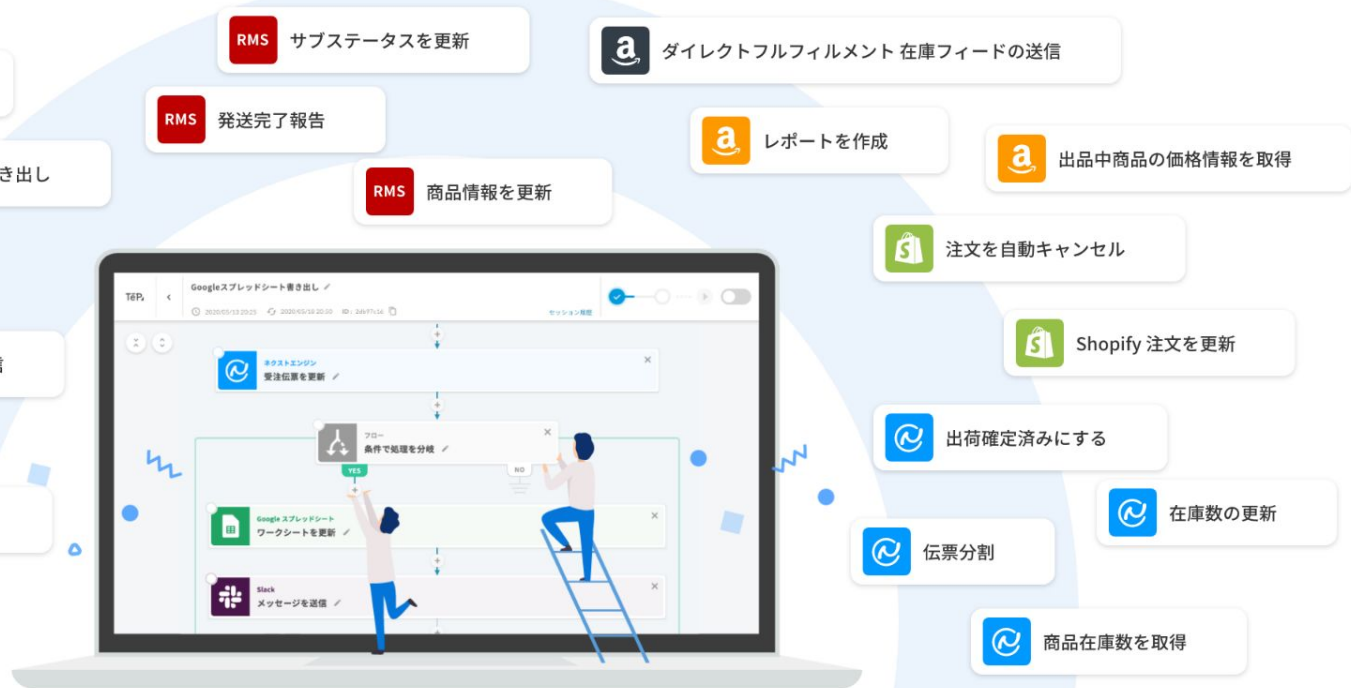 RMS サブステータスを更新
ダイレクトフルフィルメント 在庫フィードの送信
RMS 発送完了報告
レポートを作成
出品中商品の価格情報を取得
き出し
RMS 商品情報を更新
注文を自動キャンセル
Shopify 注文を更新
出荷確定済みにする
在庫数の更新
伝票分割
商品在庫数を取得
信
TēP
Googleスプレッドシート書き出し
セッション履歴
ネクストエンジン
受注伝票を更新
フロー
条件で処理を分岐
YES
NO
Google スプレッドシート
ワークシートを更新
Slack
メッセージを送信